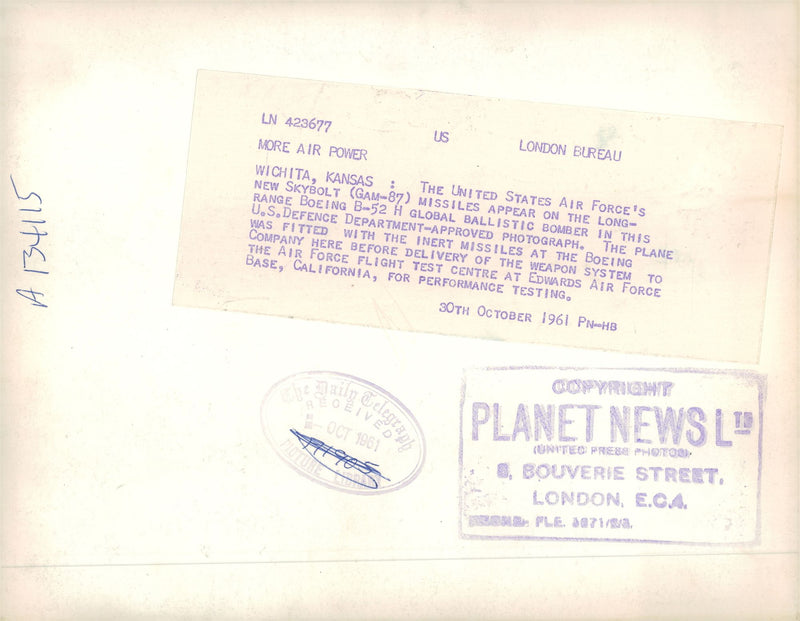 LN 423677 US LONDON BUREAU
MORE AIR POWER
WICHITA, KANSAS : THE UNITED STATES AIR FORCE'S
NEW SKYBOLT (GAM-87) MISSILES APPEAR ON THE LONG-
RANGE BOEING B-52 H GLOBAL BALLISTIC BOMBER IN THIS
U.S.DEFENCE DEPARTMENT-APPROVED PHOTOGRAPH. THE PLANE
WAS FITTED WITH THE INERT MISSILES AT THE BOEING
COMPANY HERE BEFORE DELIVERY OF THE WEAPON SYSTEM TO
THE AIR FORCE FLIGHT TEST CENTRE AT EDWARDS AIR FORCE
BASE, CALIFORNIA, FOR PERFORMANCE TESTING.
30TH OCTOBER 1961 PN-HB
A 134115
The Daily Telegraph
RECEIVED
OCT 1961
PICTURE LIBRARY
COPYRIGHT
PLANET NEWS LTD
(UNITED PRESS PHOTOS)
8, BOUVERIE STREET,
LONDON, E.C.4.
FLE.